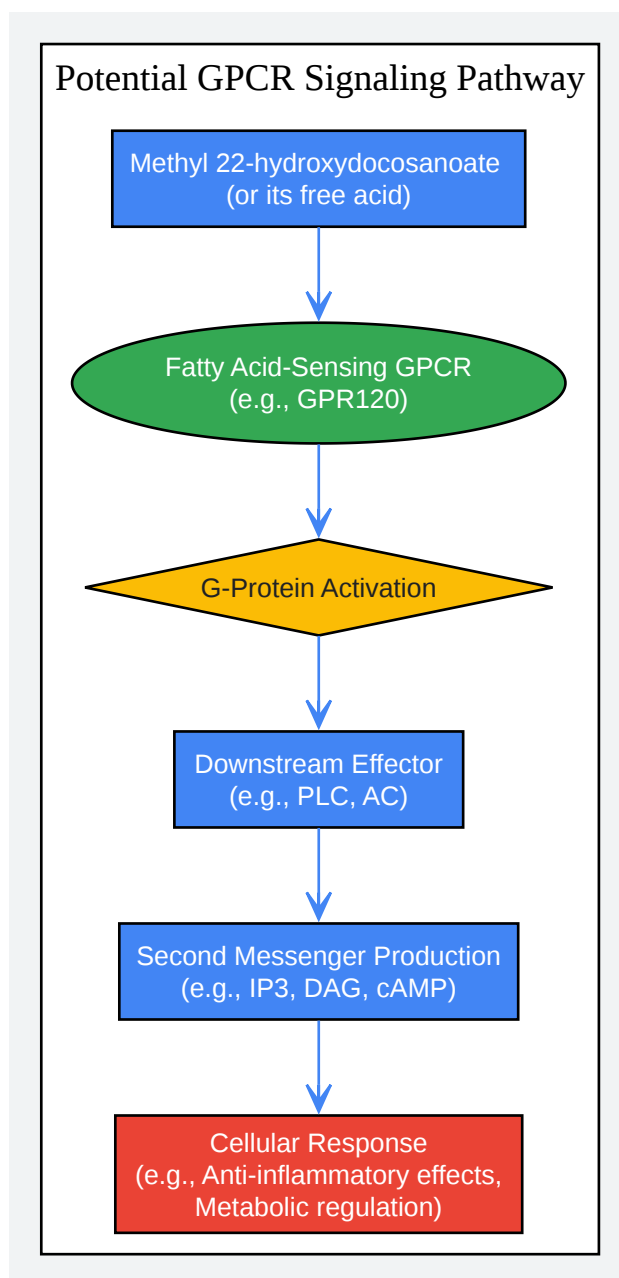 Potential GPCR Signaling Pathway
Methyl 22-hydroxydocosanoate
(or its free acid)
Fatty Acid-Sensing GPCR
(e.g., GPR120)
G-Protein Activation
Downstream Effector
(e.g., PLC, AC)
Second Messenger Production
(e.g., IP3, DAG, cAMP)
Cellular Response
(e.g., Anti-inflammatory effects,
Metabolic regulation)